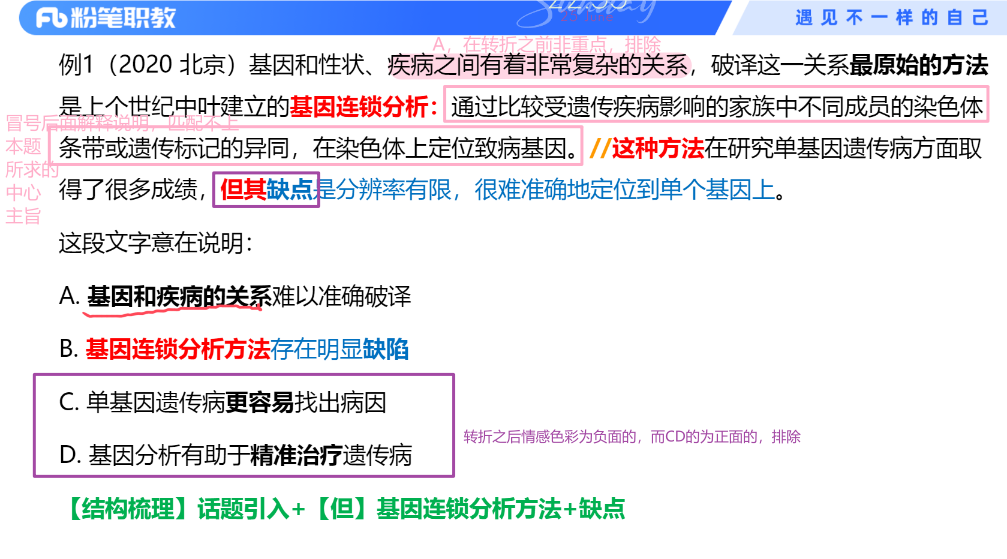 粉笔职教
Sunday
遇见不一样的自己
A，在转折之前非重点，排除
例1（2020 北京）基因和性状、疾病之间有着非常复杂的关系，破译这一关系最原始的方法
是上个世纪中叶建立的基因连锁分析：通过比较受遗传疾病影响的家族中不同成员的染色体
冒号后面解释说明，匹配不上
本题
所求的
中心
主旨
条带或遗传标记的异同，在染色体上定位致病基因。//这种方法在研究单基因遗传病方面取
得了很多成绩，但其缺点是分辨率有限，很难准确地定位到单个基因上。
这段文字意在说明：
A. 基因和疾病的关系难以准确破译
B. 基因连锁分析方法存在明显缺陷
C. 单基因遗传病更容易找出病因
D. 基因分析有助于精准治疗遗传病
转折之后情感色彩为负面的，而CD的为正面的，排除
【结构梳理】话题引入+【但】基因连锁分析方法+缺点